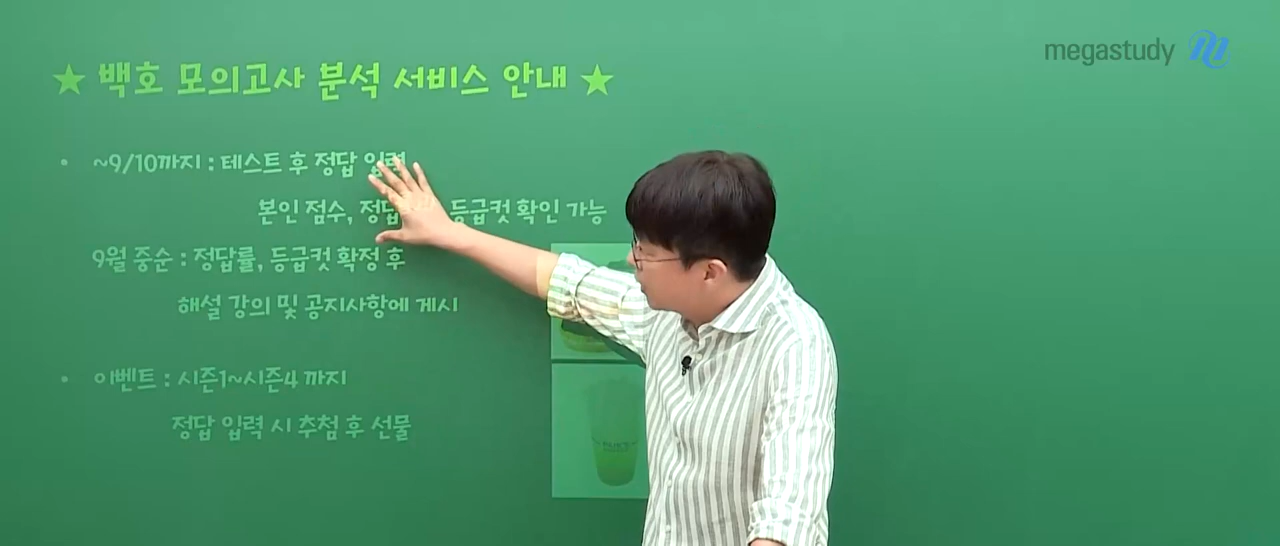 megastudy
★ 백호 모의고사 분석 서비스 안내 ★
• ~9/10까지 : 테스트 후 정답 입력
본인 점수, 등급컷 확인 가능
9월 중순 : 정답률, 등급컷 확정 후
해설 강의 및 공지사항에 게시
• 이벤트 : 시즌1~시즌4 까지
정답 입력 시 추첨 후 선물